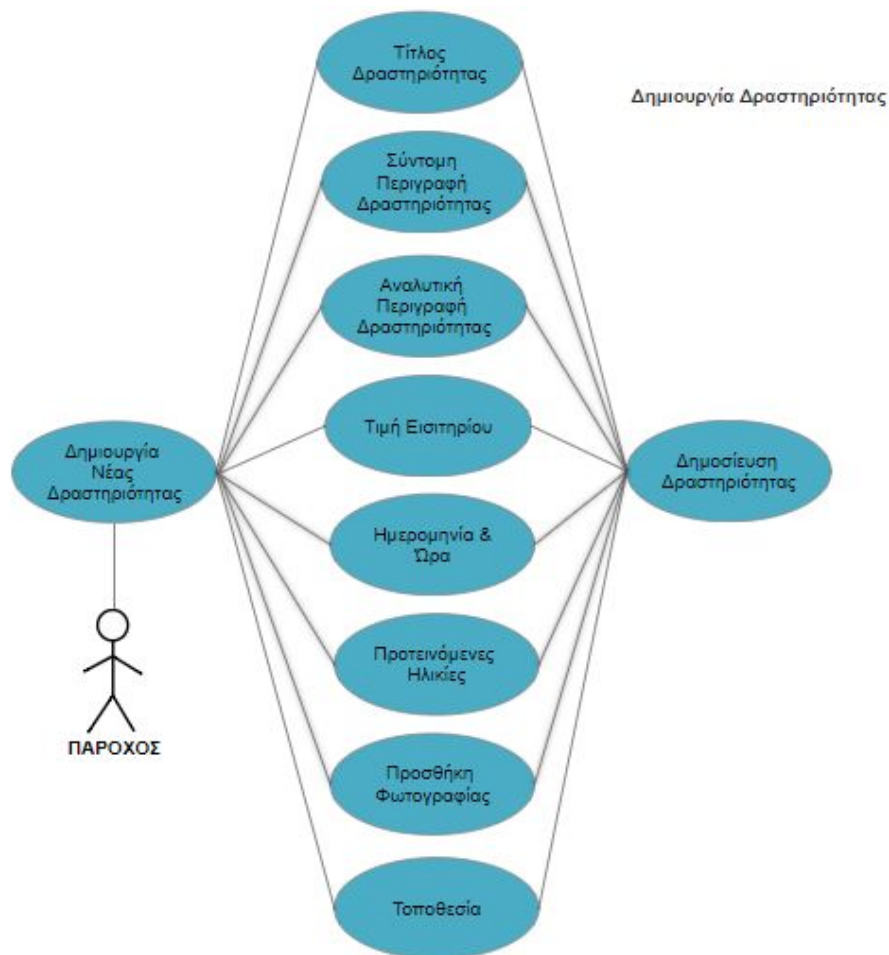 Τίτλος
Δραστηριότητας
Δημιουργία Δραστηριότητας
Σύντομη
Περιγραφή
Δραστηριότητας
Αναλυτική
Περιγραφή
Δραστηριότητας
Τιμή Εισιτηρίου
Δημιουργία
Νέας
Δραστηριότητας
Δημοσίευση
Δραστηριότητας
Ημερομηνία &
Ώρα
Προτεινόμενες
Ηλικίες
ΠΑΡΟΧΟΣ
Προσθήκη
Φωτογραφίας
Τοποθεσία